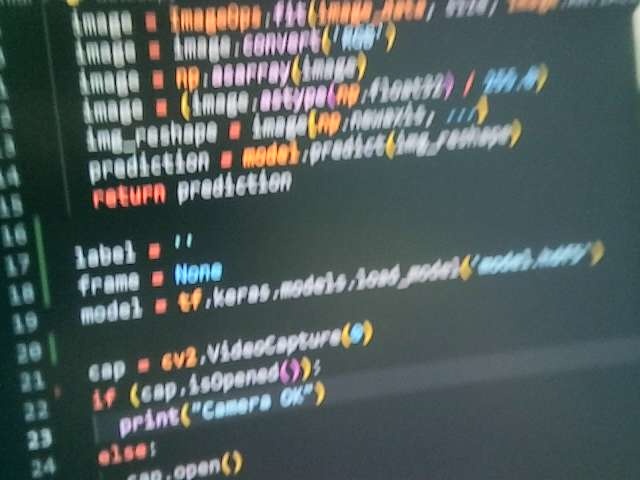 image = ImageOps.fit(image_data, size, image.
image = image.convert('RGB')
image = np.asarray(image)
image = (image.astype(np.float32) / 255.0)
img_reshape = image[np.newaxis, ...]
prediction = model.predict(img_reshape)
15 return prediction
16
17 label = ''
18 frame = None
19 model = tf.keras.models.load_model('model.hdf5')
20
21 cap = cv2.VideoCapture(0)
22 if (cap.isOpened()):
23 print("Camera OK")
24 else:
cap.open()